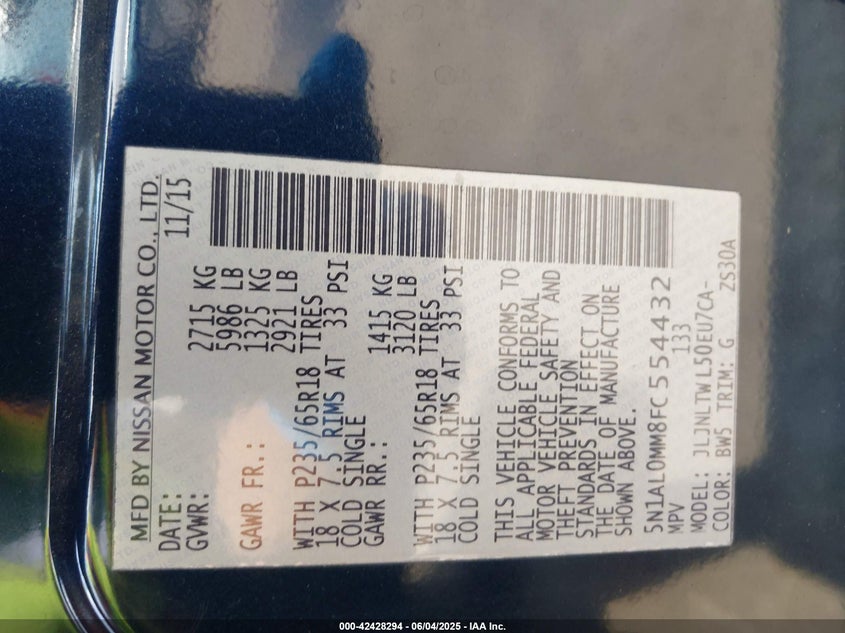 MFD BY NISSAN MOTOR CO., LTD.
DATE: 11/15
GVWR: 2715 KG
5986 LB
GAWR FR.: 1325 KG
2921 LB
WITH P235/65R18 TIRES
18 X 7.5 RIMS AT 33 PSI
COLD SINGLE
GAWR RR.: 1415 KG
3120 LB
WITH P235/65R18 TIRES
18 X 7.5 RIMS AT 33 PSI
COLD SINGLE
THIS VEHICLE CONFORMS TO
ALL APPLICABLE FEDERAL
MOTOR VEHICLE SAFETY AND
THEFT PREVENTION
STANDARDS IN EFFECT ON
THE DATE OF MANUFACTURE
SHOWN ABOVE.
5N1AL0MM8FC554432
MPV 133
MODEL: JLJNLTWL50EU7CA-
COLOR: BW5 TRIM: G ZS30A
000-42428294 - 06/04/2025 - IAA Inc.